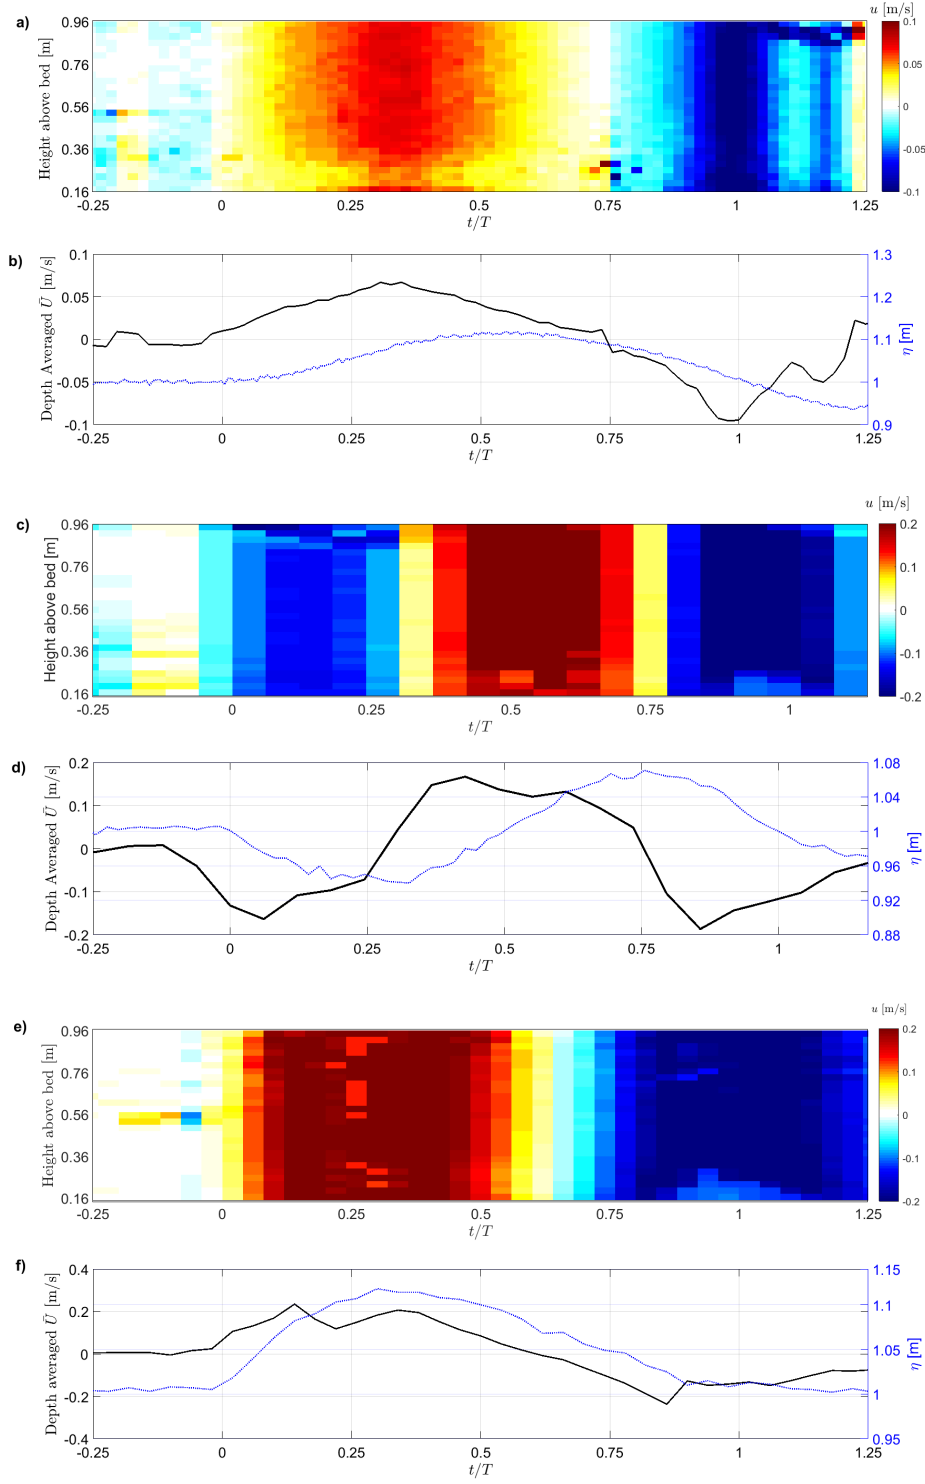 a)
u [m/s]
Height above bed [m]
0.96
0.76
0.56
0.36
0.16
-0.25 0 0.25 0.5 0.75 1 1.25
t/T
0.1
0.05
0
-0.05
-0.1
b)
Depth Averaged Ū [m/s]
0.1
0.05
0
-0.05
-0.1
-0.25 0 0.25 0.5 0.75 1 1.25
t/T
1.3
1.2
1.1
1
0.9
η [m]
c)
u [m/s]
Height above bed [m]
0.96
0.76
0.56
0.36
0.16
-0.25 0 0.25 0.5 0.75 1
t/T
0.2
0.1
0
-0.1
-0.2
d)
Depth Averaged Ū [m/s]
0.2
0.1
0
-0.1
-0.2
-0.25 0 0.25 0.5 0.75 1
t/T
1.08
1.04
1
0.96
0.92
0.88
η [m]
e)
u [m/s]
Height above bed [m]
0.96
0.76
0.56
0.36
0.16
-0.25 0 0.25 0.5 0.75 1 1.25
t/T
0.2
0.1
0
-0.1
-0.2
f)
Depth averaged Ū [m/s]
0.4
0.2
0
-0.2
-0.4
-0.25 0 0.25 0.5 0.75 1 1.25
t/T
1.15
1.10
1.05
1
0.95
η [m]